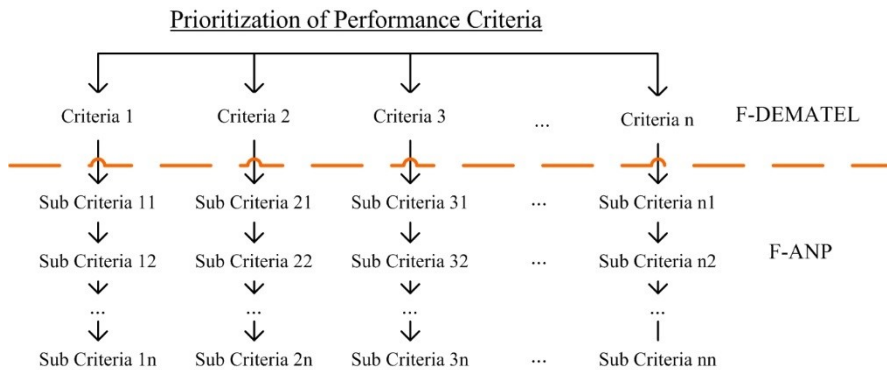 Prioritization of Performance Criteria
Criteria 1 Criteria 2 Criteria 3 ... Criteria n F-DEMATEL
Sub Criteria 11 Sub Criteria 21 Sub Criteria 31 ... Sub Criteria n1
Sub Criteria 12 Sub Criteria 22 Sub Criteria 32 ... Sub Criteria n2 F-ANP
... ... ... ...
Sub Criteria 1n Sub Criteria 2n Sub Criteria 3n ... Sub Criteria nn